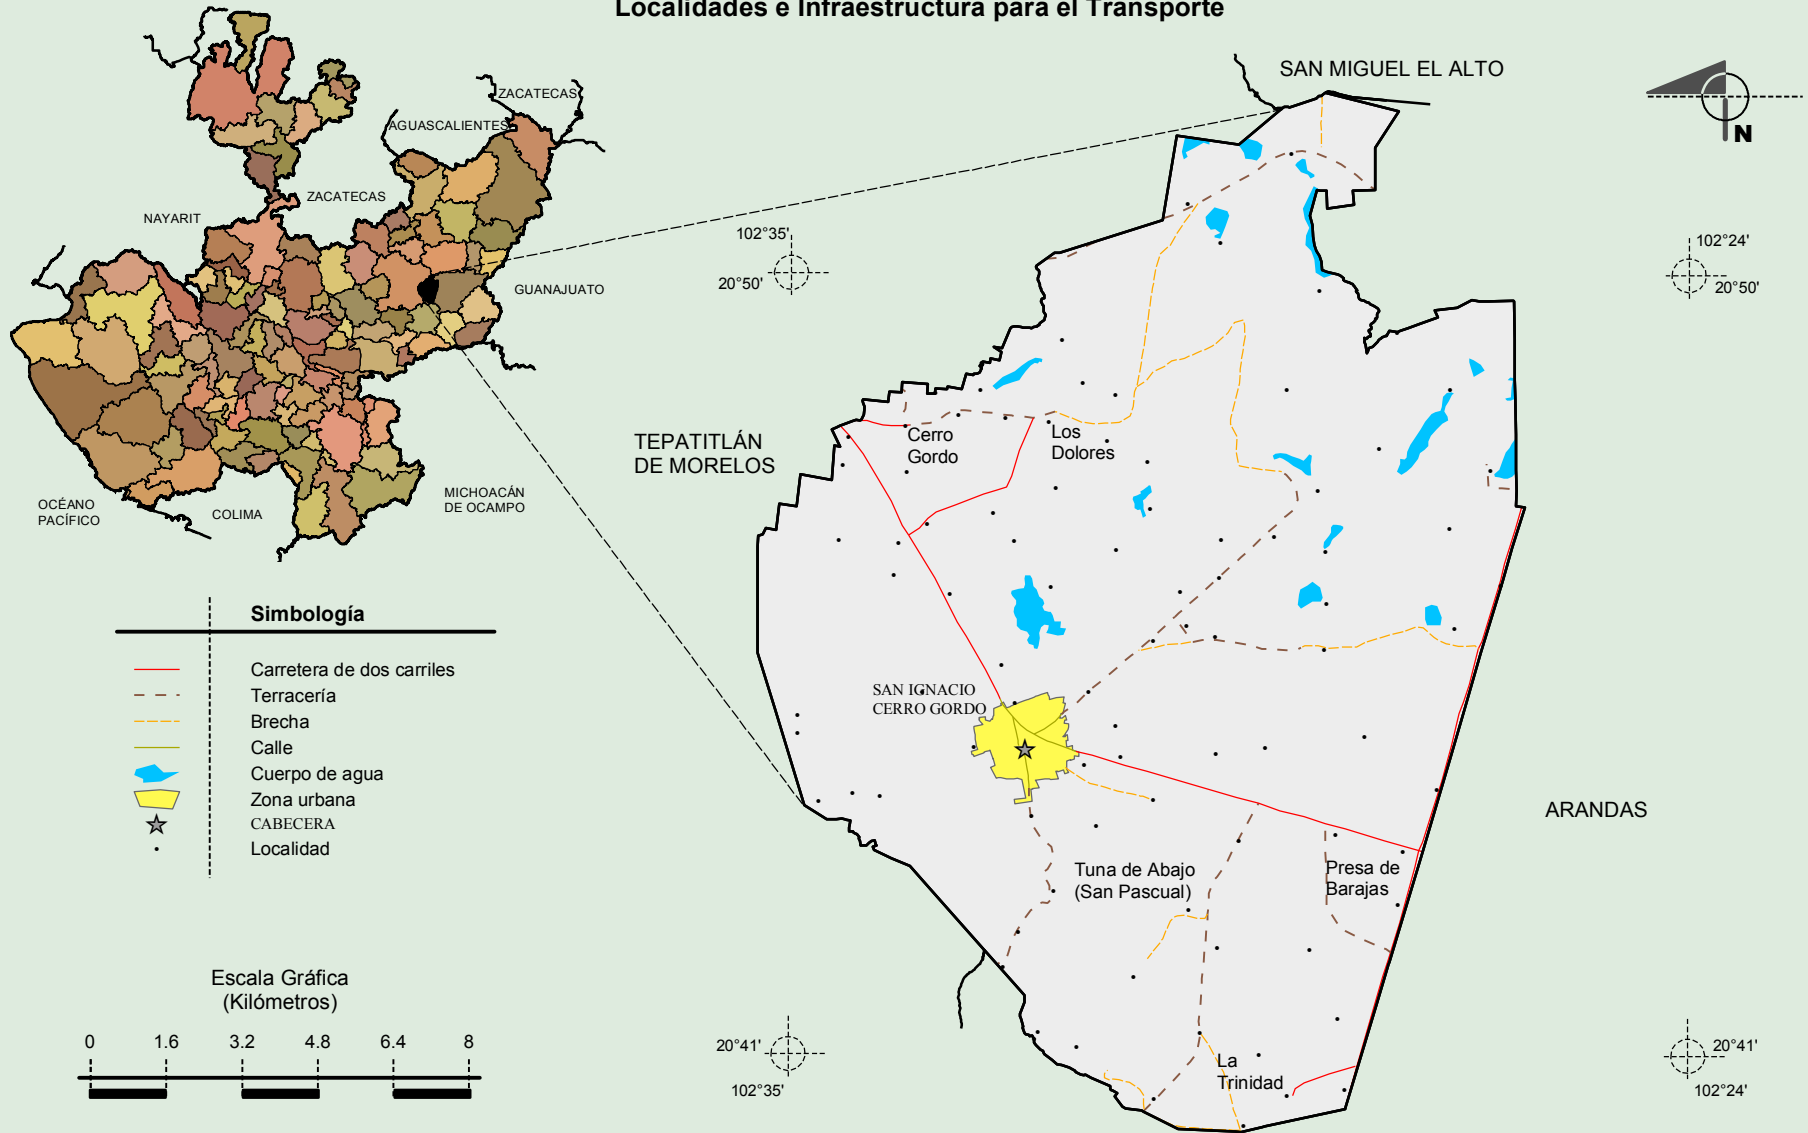 Localidades e Infraestructura para el Transporte
SAN MIGUEL EL ALTO
N
ZACATECAS
AGUASCALIENTES
ZACATECAS
NAYARIT
GUANAJUATO
OCÉANO
PACÍFICO
COLIMA
MICHOACÁN
DE OCAMPO
102°35'
20°50'
102°24'
20°50'
TEPATITLÁN
DE MORELOS
Cerro
Gordo
Los
Dolores
SAN IGNACIO
CERRO GORDO
ARANDAS
Tuna de Abajo
(San Pascual)
Presa de
Barajas
La
Trinidad
Simbología
Carretera de dos carriles
Terracería
Brecha
Calle
Cuerpo de agua
Zona urbana
CABECERA
Localidad
Escala Gráfica
(Kilómetros)
0 1.6 3.2 4.8 6.4 8
20°41'
102°35'
20°41'
102°24'